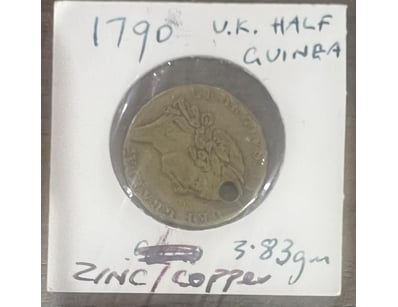 1790 U.K. HALF
GUINEA
3.83gm
ZINC/COPPER